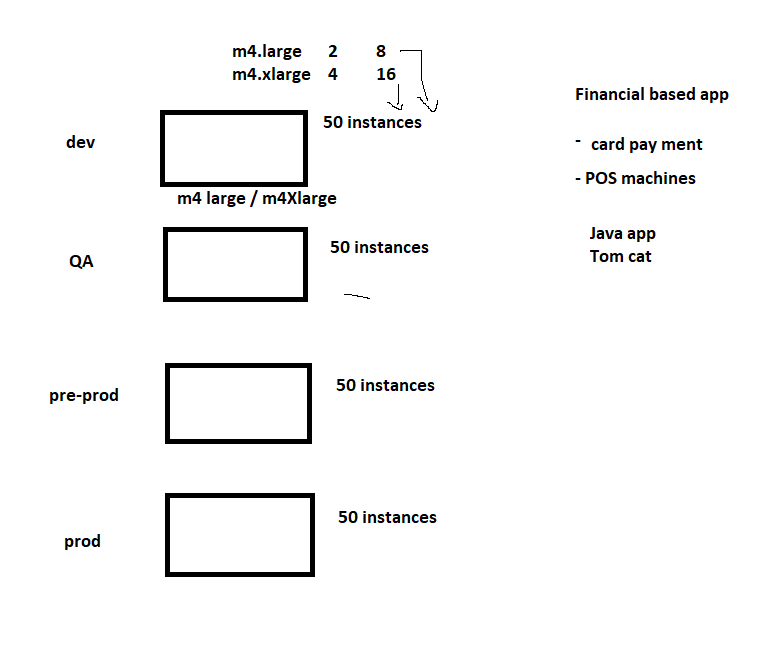 m4.large 2 8
m4.xlarge 4 16
dev
50 instances
m4 large / m4Xlarge
QA
50 instances
pre-prod
50 instances
prod
50 instances
Financial based app
- card pay ment
- POS machines
Java app
Tom cat